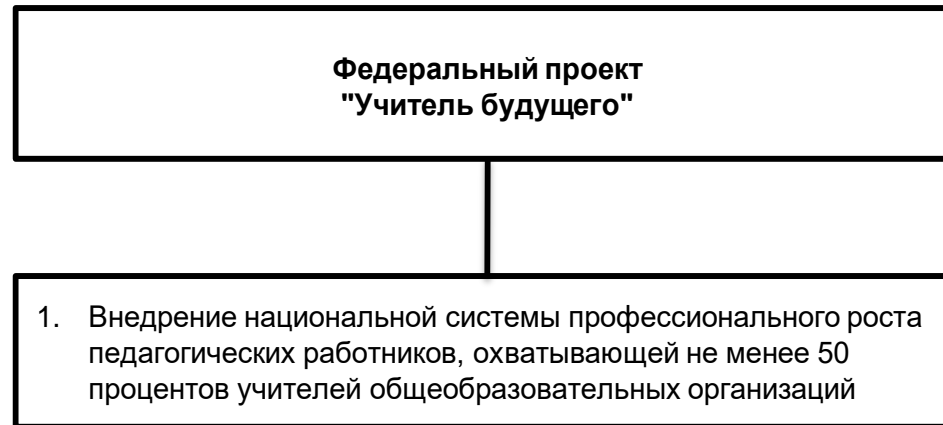 Федеральный проект
"Учитель будущего"
1. Внедрение национальной системы профессионального роста
педагогических работников, охватывающей не менее 50
процентов учителей общеобразовательных организаций